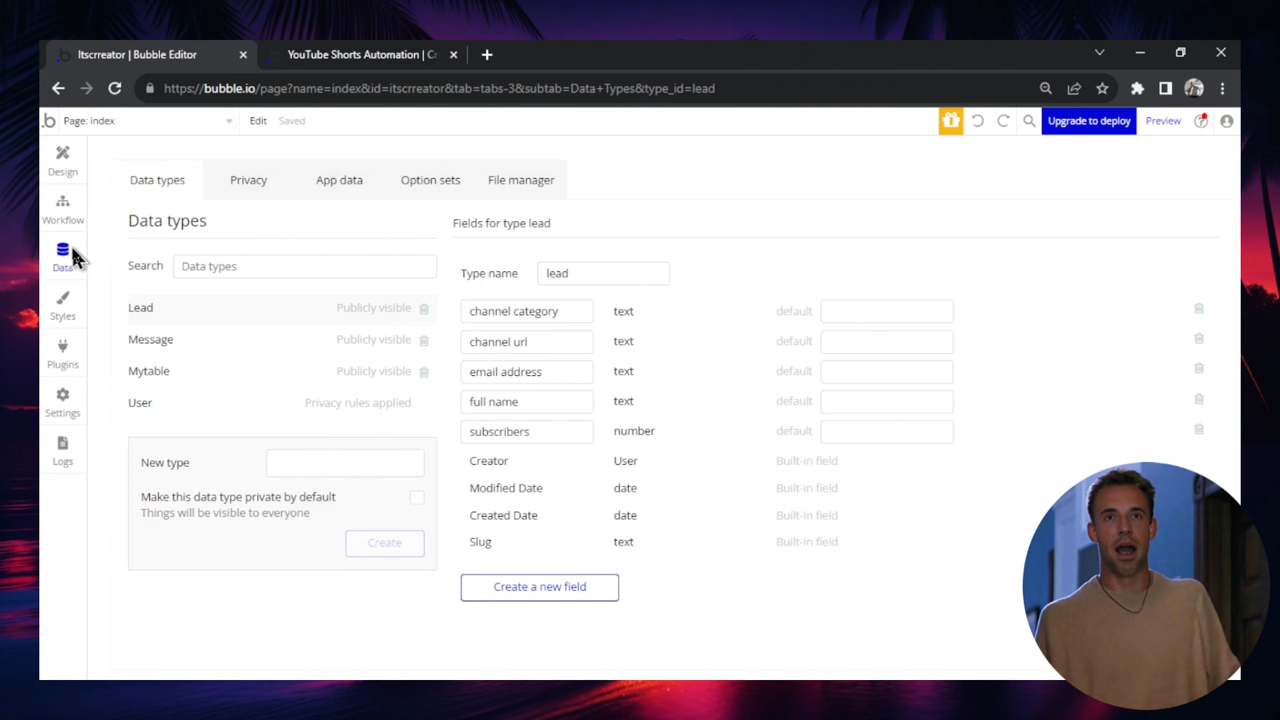 Itscrreator | Bubble Editor
YouTube Shorts Automation | Cr
https://bubble.io/page?name=index&id=itscrreator&tab=tabs-3&subtab=Data+Types&type_id=lead
Page: index
Edit
Saved
Upgrade to deploy
Preview
Design
Workflow
Data
Styles
Plugins
Settings
Logs
Data types
Privacy
App data
Option sets
File manager
Data types
Search
Data types
Lead
Publicly visible
Message
Publicly visible
Mytable
Publicly visible
User
Privacy rules applied
New type
Make this data type private by default
Things will be visible to everyone
Create
Fields for type lead
Type name
lead
channel category
text
default
channel url
text
default
email address
text
default
full name
text
default
subscribers
number
default
Creator
User
Built-in field
Modified Date
date
Built-in field
Created Date
date
Built-in field
Slug
text
Built-in field
Create a new field